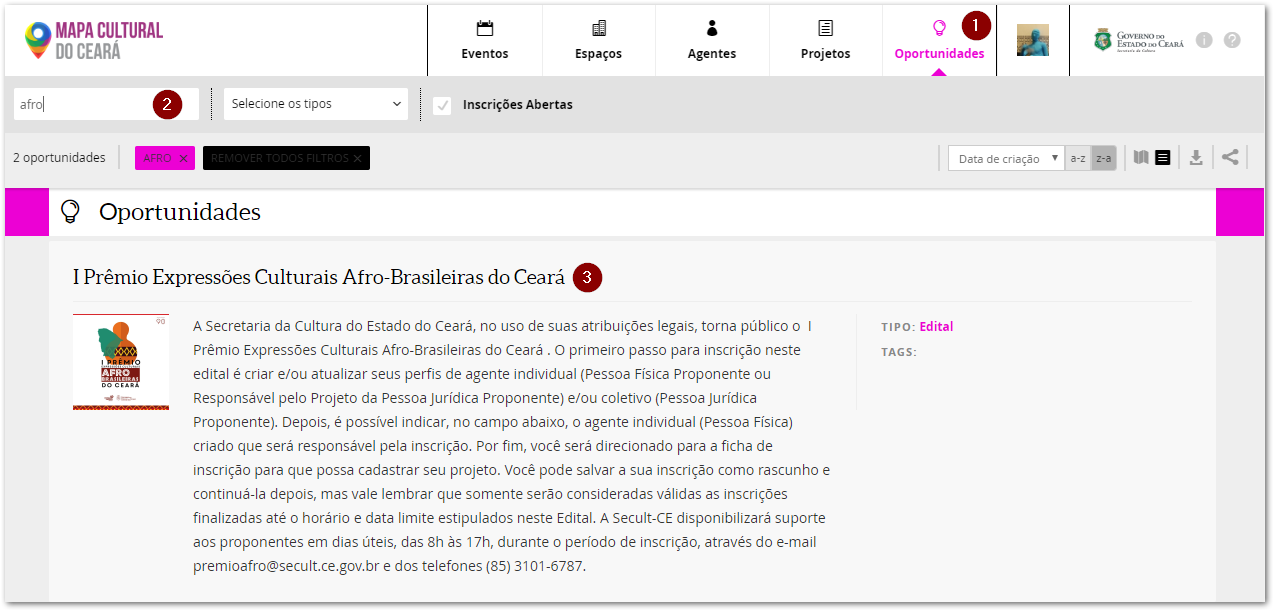 MAPA CULTURAL
DO CEARÁ
Eventos
Espaços
Agentes
Projetos
Oportunidades
1
GOVERNO DO
ESTADO DO CEARÁ
Secretaria da Cultura
afro
2
Selecione os tipos
Inscrições Abertas
2 oportunidades
AFRO ×
REMOVER TODOS FILTROS ×
Data de criação
a-z
z-a
Oportunidades
I Prêmio Expressões Culturais Afro-Brasileiras do Ceará
3
I PRÊMIO
AFRO
BRASILEIRAS
DO CEARÁ
A Secretaria da Cultura do Estado do Ceará, no uso de suas atribuições legais, torna público o I
Prêmio Expressões Culturais Afro-Brasileiras do Ceará . O primeiro passo para inscrição neste
edital é criar e/ou atualizar seus perfis de agente individual (Pessoa Física Proponente ou
Responsável pelo Projeto da Pessoa Jurídica Proponente) e/ou coletivo (Pessoa Jurídica
Proponente). Depois, é possível indicar, no campo abaixo, o agente individual (Pessoa Física)
criado que será responsável pela inscrição. Por fim, você será direcionado para a ficha de
inscrição para que possa cadastrar seu projeto. Você pode salvar a sua inscrição como rascunho e
continuá-la depois, mas vale lembrar que somente serão consideradas válidas as inscrições
finalizadas até o horário e data limite estipulados neste Edital. A Secult-CE disponibilizará suporte
aos proponentes em dias úteis, das 8h às 17h, durante o período de inscrição, através do e-mail
premioafro@secult.ce.gov.br e dos telefones (85) 3101-6787.
TIPO: Edital
TAGS: